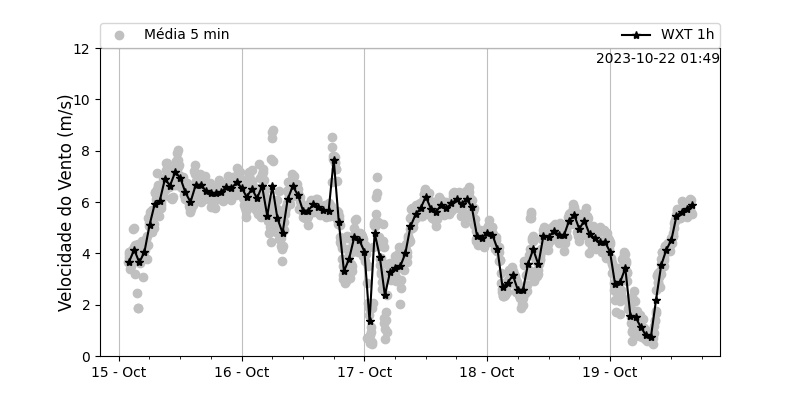 Média 5 min
WXT 1h
2023-10-22 01:49
Velocidade do Vento (m/s)
12
10
8
6
4
2
0
15 - Oct
16 - Oct
17 - Oct
18 - Oct
19 - Oct